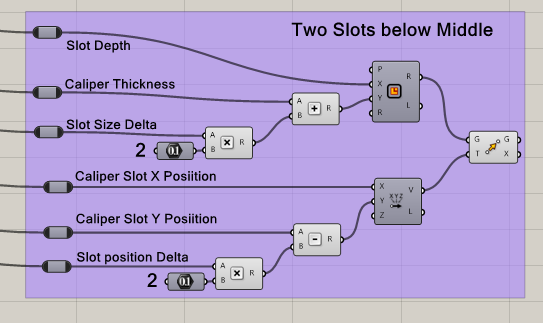 Two Slots below Middle
Slot Depth
P
X
Y
R
R
L
Caliper Thickness
A
B
R
Slot Size Delta
A
B
R
2
0.1
G
T
G
X
Caliper Slot X Posiition
X
Y
Z
XYZ
V
L
Caliper Slot Y Posiition
A
B
R
Slot position Delta
A
B
R
2
0.1